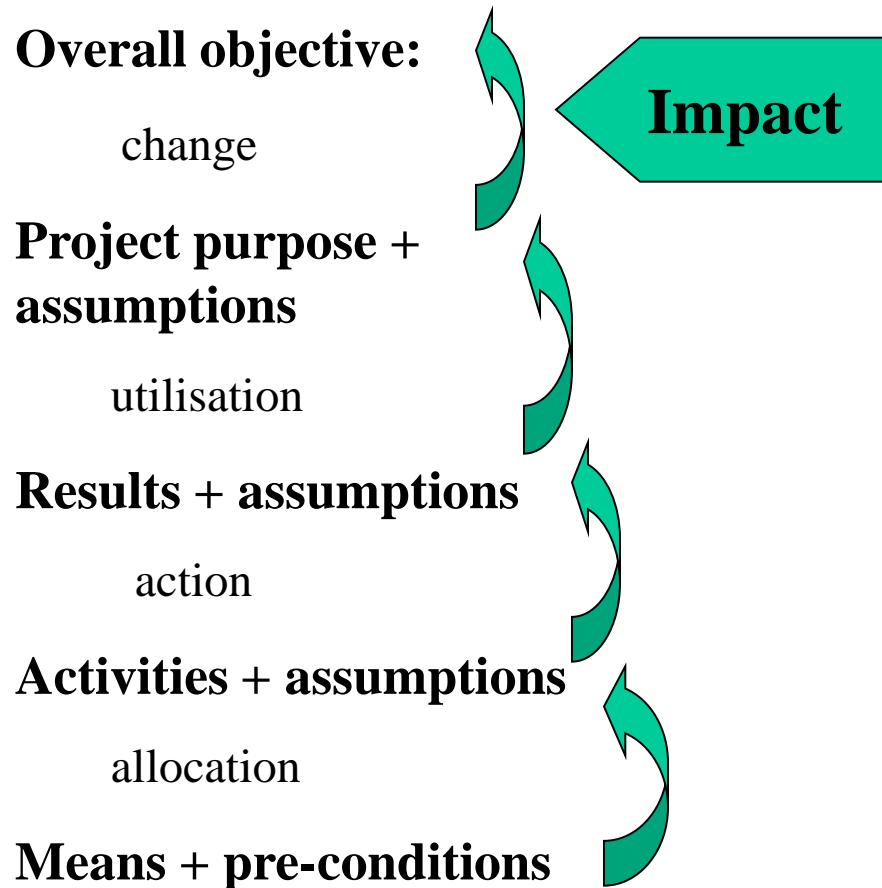 Overall objective:
Impact
change
Project purpose +
assumptions
utilisation
Results + assumptions
action
Activities + assumptions
allocation
Means + pre-conditions